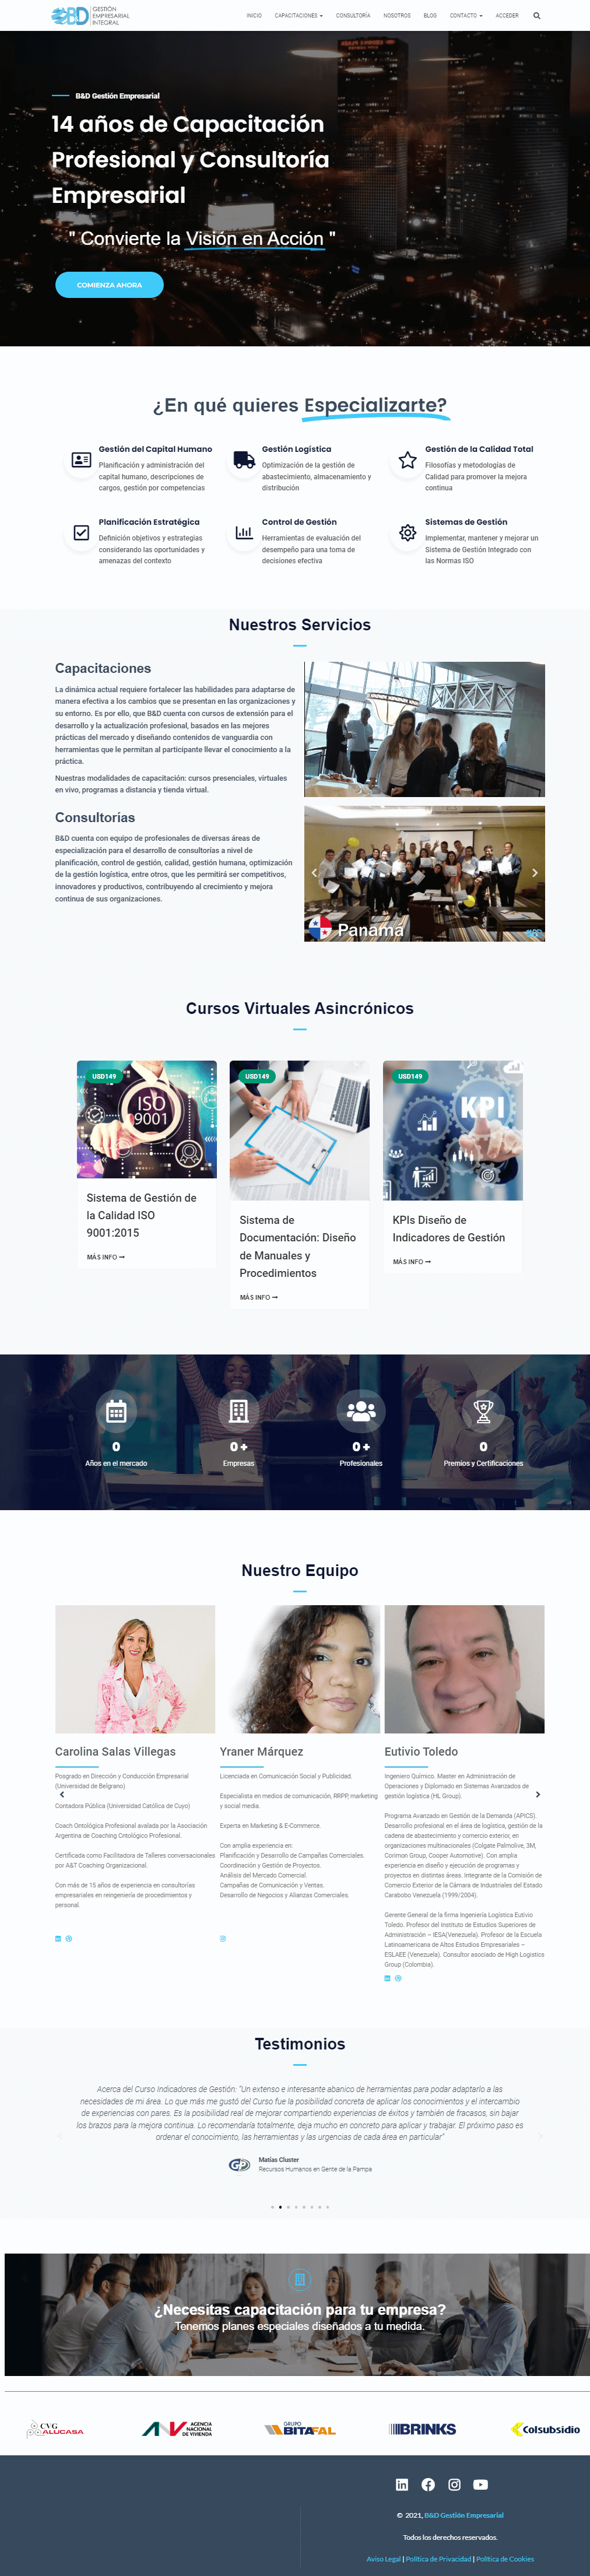 B&D GESTIÓN
EMPRESARIAL
INTEGRAL
INICIO CAPACITACIONES CONSULTORÍA NOSOTROS BLOG CONTACTO ACCEDER
B&D Gestión Empresarial
14 años de Capacitación
Profesional y Consultoría
Empresarial
" Convierte la Visión en Acción "
COMIENZA AHORA
¿En qué quieres Especializarte?
Gestión del Capital Humano
Planificación y administración del
capital humano, descripciones de
cargos, gestión por competencias
Gestión Logística
Optimización de la gestión de
abastecimiento, almacenamiento y
distribución
Gestión de la Calidad Total
Filosofías y metodologías de
Calidad para promover la mejora
continua
Planificación Estratégica
Definición objetivos y estrategias
considerando las oportunidades y
amenazas del contexto
Control de Gestión
Herramientas de evaluación del
desempeño para una toma de
decisiones efectiva
Sistemas de Gestión
Implementar, mantener y mejorar un
Sistema de Gestión Integrado con
las Normas ISO
Nuestros Servicios
Capacitaciones
La dinámica actual requiere fortalecer las habilidades para adaptarse de
manera efectiva a los cambios que se presentan en las organizaciones y
su entorno. Es por ello, que B&D cuenta con cursos de extensión para el
desarrollo y la actualización profesional, basados en las mejores
prácticas del mercado y diseñando contenidos de vanguardia con
herramientas que le permitan al participante llevar el conocimiento a la
práctica.
Nuestras modalidades de capacitación: cursos presenciales, virtuales
en vivo, programas a distancia y tienda virtual.
Consultorías
B&D cuenta con equipo de profesionales de diversas áreas de
especialización para el desarrollo de consultorías a nivel de
planificación, control de gestión, calidad, gestión humana, optimización
de la gestión logística, entre otros, que les permitirá ser competitivos,
innovadores y productivos, contribuyendo al crecimiento y mejora
continua de sus organizaciones.
Panamá
Cursos Virtuales Asincrónicos
USD149
ISO
9001
Sistema de Gestión de
la Calidad ISO
9001:2015
MÁS INFO
USD149
Sistema de
Documentación: Diseño
de Manuales y
Procedimientos
MÁS INFO
USD149
KPI
KPIs Diseño de
Indicadores de Gestión
MÁS INFO
0
Años en el mercado
0 +
Empresas
0 +
Profesionales
0
Premios y Certificaciones
Nuestro Equipo
Carolina Salas Villegas
Posgrado en Dirección y Conducción Empresarial
(Universidad de Belgrano)
Contadora Pública (Universidad Católica de Cuyo)
Coach Ontológica Profesional avalada por la Asociación
Argentina de Coaching Ontológico Profesional.
Certificada como Facilitadora de Talleres conversacionales
por A&T Coaching Organizacional.
Con más de 15 años de experiencia en consultorías
empresariales en reingeniería de procedimientos y
personal.
Yraner Márquez
Licenciada en Comunicación Social y Publicidad.
Especialista en medios de comunicación, RRPP, marketing
y social media.
Experta en Marketing & E-Commerce.
Con amplia experiencia en:
Planificación y Desarrollo de Campañas Comerciales.
Coordinación y Gestión de Proyectos.
Análisis del Mercado Comercial.
Campañas de Comunicación y Ventas.
Desarrollo de Negocios y Alianzas Comerciales.
Eutivio Toledo
Ingeniero Químico. Master en Administración de
Operaciones y Diplomado en Sistemas Avanzados de
gestión logística (HL Group).
Programa Avanzado en Gestión de la Demanda (APICS).
Desarrollo profesional en el área de logística, gestión de la
cadena de abastecimiento y comercio exterior, en
organizaciones multinacionales (Colgate Palmolive, 3M,
Corimon Group, Cooper Automotive). Con amplia
experiencia en diseño y ejecución de programas y
proyectos en distintas áreas. Integrante de la Comisión de
Comercio Exterior de la Cámara de Industriales del Estado
Carabobo Venezuela (1999/2004).
Gerente General de la firma Ingeniería Logística Eutivio
Toledo. Profesor del Instituto de Estudios Superiores de
Administración – IESA(Venezuela). Profesor de la Escuela
Latinoamericana de Altos Estudios Empresariales –
ESLAEE (Venezuela). Consultor asociado de High Logistics
Group (Colombia).
Testimonios
Acerca del Curso Indicadores de Gestión: "Un extenso e interesante abanico de herramientas para podar adaptarlo a las
necesidades de mi área. Lo que más me gustó del Curso fue la posibilidad concreta de aplicar los conocimientos y el intercambio
de experiencias con pares. Es la posibilidad real de mejorar compartiendo experiencias de éxitos y también de fracasos, sin bajar
los brazos para la mejora continua. Lo recomendaría totalmente, deja mucho en concreto para aplicar y trabajar. El próximo paso es
ordenar el conocimiento, las herramientas y las urgencias de cada área en particular"
GP
Matías Cluster
Recursos Humanos en Gente de la Pampa
¿Necesitas capacitación para tu empresa?
Tenemos planes especiales diseñados a tu medida.
CVG
ALUCASA
ANV AGENCIA
NACIONAL
DE VIVIENDA
GRUPO
BITAFAL
BRINKS
Colsubsidio
© 2021, B&D Gestión Empresarial
Todos los derechos reservados.
Aviso Legal | Política de Privacidad | Política de Cookies